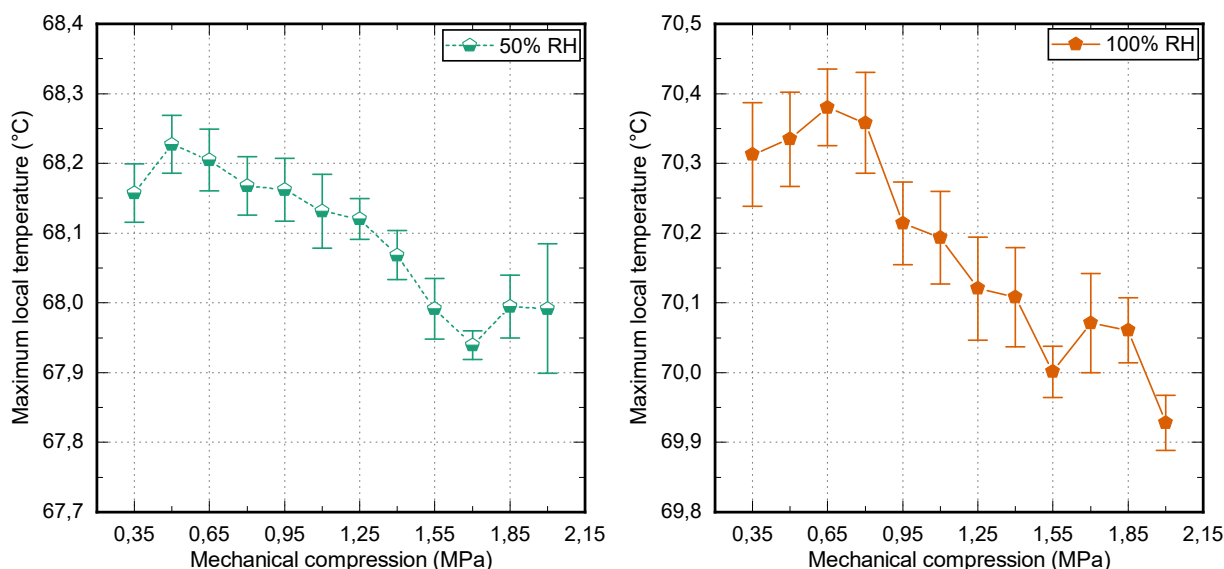 68,4
68,3
68,2
68,1
68,0
67,9
67,8
67,7
Maximum local temperature (°C)
50% RH
0,35 0,65 0,95 1,25 1,55 1,85 2,15
Mechanical compression (MPa)
70,5
70,4
70,3
70,2
70,1
70,0
69,9
69,8
Maximum local temperature (°C)
100% RH
0,35 0,65 0,95 1,25 1,55 1,85 2,15
Mechanical compression (MPa)